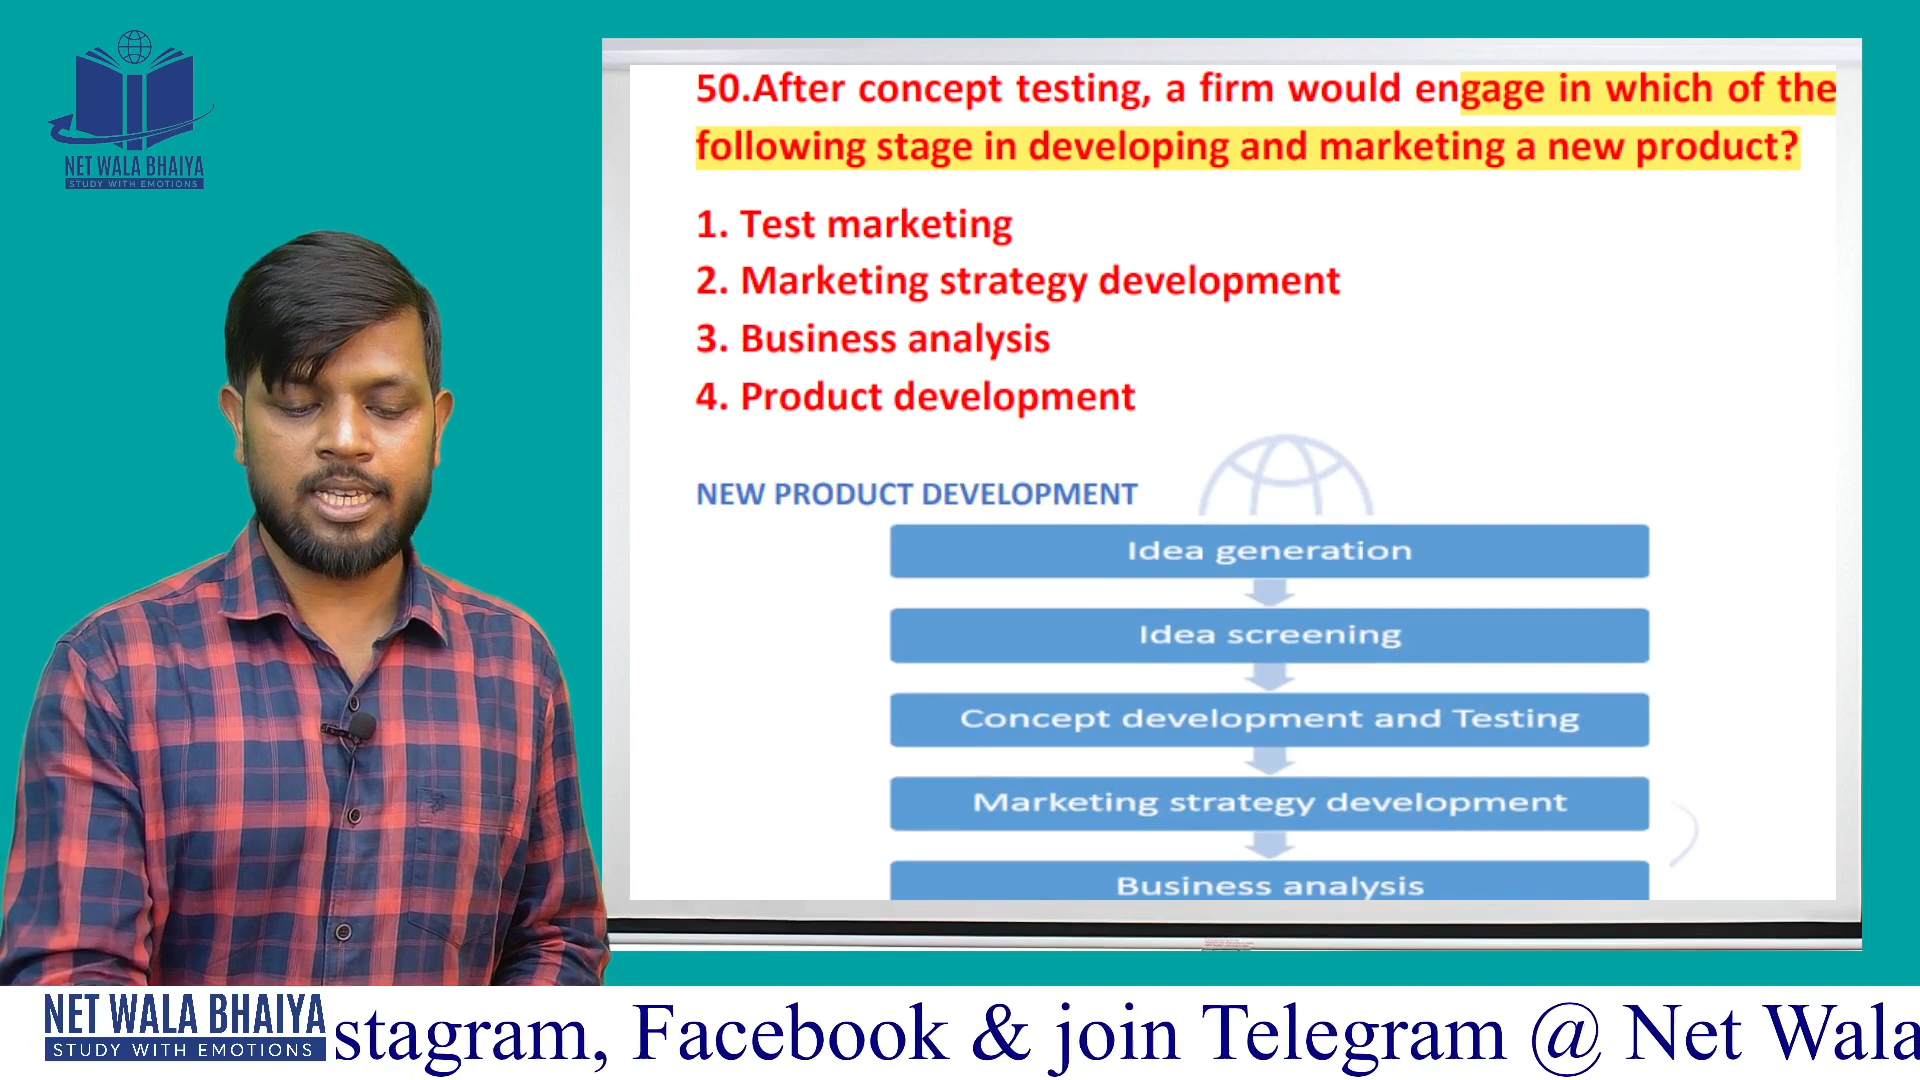 NET WALA BHAIYA
STUDY WITH EMOTIONS
50.After concept testing, a firm would engage in which of the
following stage in developing and marketing a new product?
1. Test marketing
2. Marketing strategy development
3. Business analysis
4. Product development
NEW PRODUCT DEVELOPMENT
Idea generation
Idea screening
Concept development and Testing
Marketing strategy development
Business analysis
NET WALA BHAIYA
STUDY WITH EMOTIONS
stagram, Facebook & join Telegram @ Net Wala